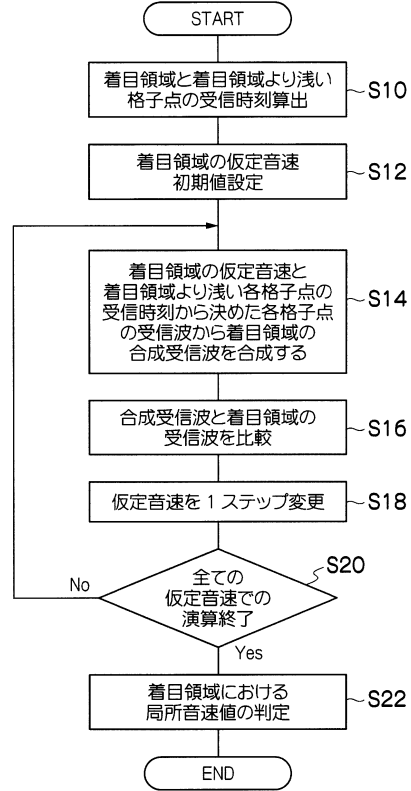 START
着目領域と着目領域より浅い
格子点の受信時刻算出
S10
着目領域の仮定音速
初期値設定
S12
着目領域の仮定音速と
着目領域より浅い各格子点の
受信時刻から決めた各格子点
の受信波から着目領域の
合成受信波を合成する
S14
合成受信波と着目領域の
受信波を比較
S16
仮定音速を1ステップ変更
S18
全ての
仮定音速での
演算終了
S20
No
Yes
着目領域における
局所音速値の判定
S22
END